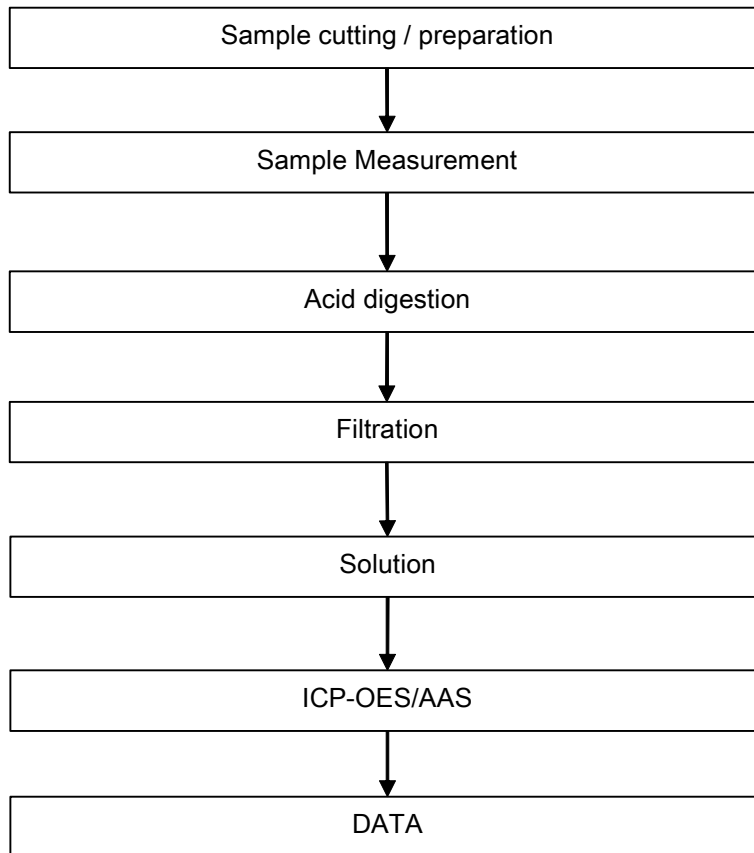 Sample cutting / preparation
Sample Measurement
Acid digestion
Filtration
Solution
ICP-OES/AAS
DATA